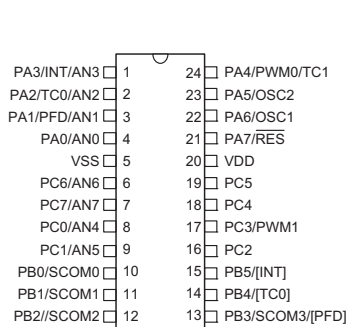 PA3/INT/AN3 1 24 PA4/PWM0/TC1
PA2/TC0/AN2 2 23 PA5/OSC2
PA1/PFD/AN1 3 22 PA6/OSC1
PA0/AN0 4 21 PA7/RES
VSS 5 20 VDD
PC6/AN6 6 19 PC5
PC7/AN7 7 18 PC4
PC0/AN4 8 17 PC3/PWM1
PC1/AN5 9 16 PC2
PB0/SCOM0 10 15 PB5/[INT]
PB1/SCOM1 11 14 PB4/[TC0]
PB2//SCOM2 12 13 PB3/SCOM3/[PFD]